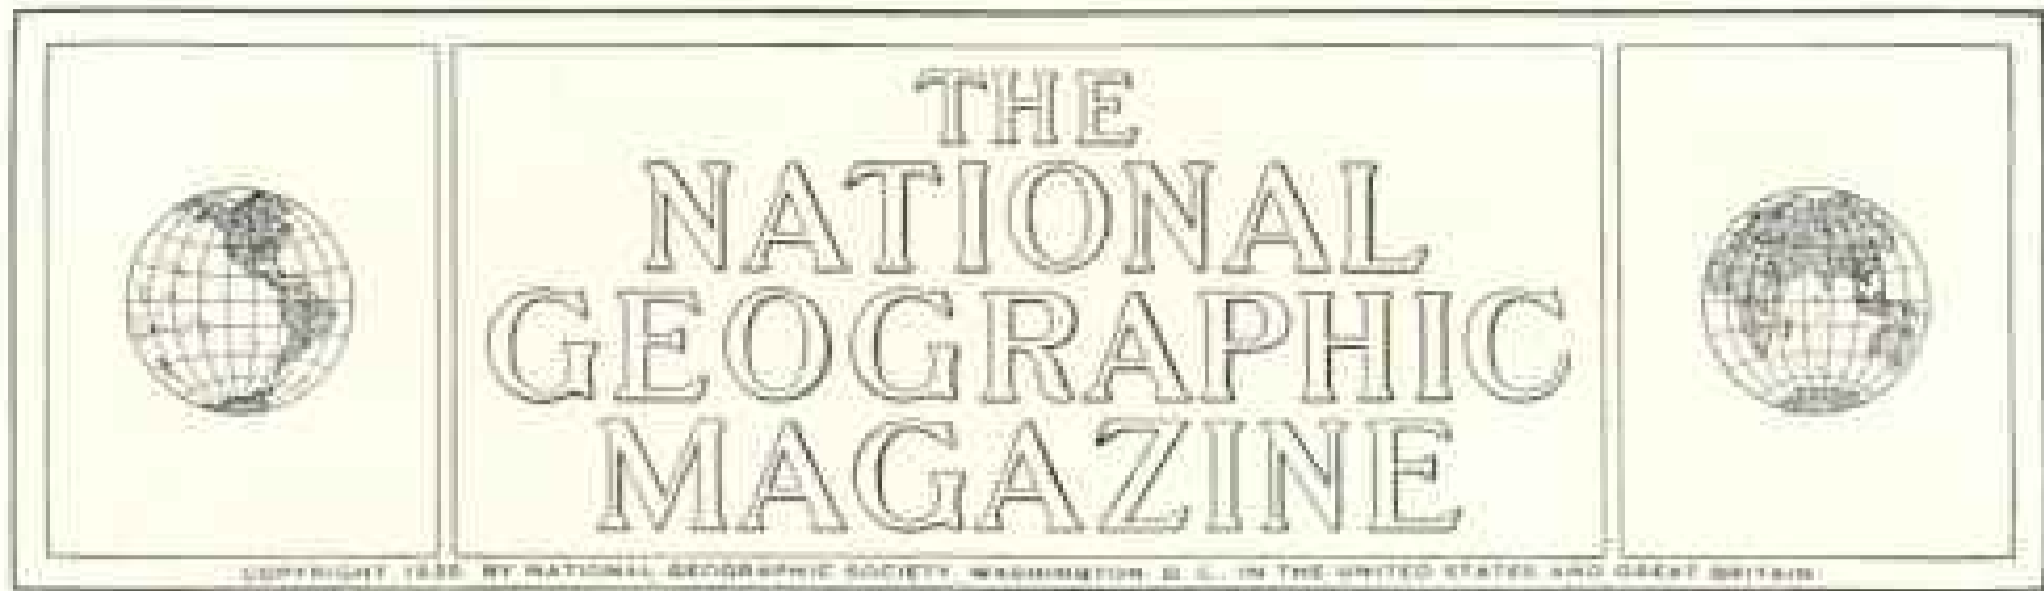 THE
NATIONAL
GEOGRAPHIC
MAGAZINE
COPYRIGHT BY NATIONAL GEOGRAPHIC SOCIETY, WASHINGTON, D. C., IN THE UNITED STATES AND GREAT BRITAIN